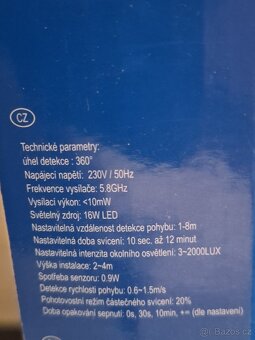 CZ
Technické parametry:
úhel detekce : 360°
Napájecí napětí: 230V / 50Hz
Frekvence vysílače: 5.8GHz
Vysílací výkon: <10mW
Světelný zdroj: 16W LED
Nastavitelná vzdálenost detekce pohybu: 1-8m
Nastavitelná doba svícení: 10 sec. až 12 minut
Nastavitelná intenzita okolního osvětlení: 3~2000LUX
Výška instalace: 2~4m
Spotřeba senzoru: 0.9W
Detekce rychlosti pohybu: 0.6~1.5m/s
Pohotovostní režim částečného svícení: 20%
Doba opakování sepnutí: 0s, 30s, 10min, +∞ (dle nastavení)